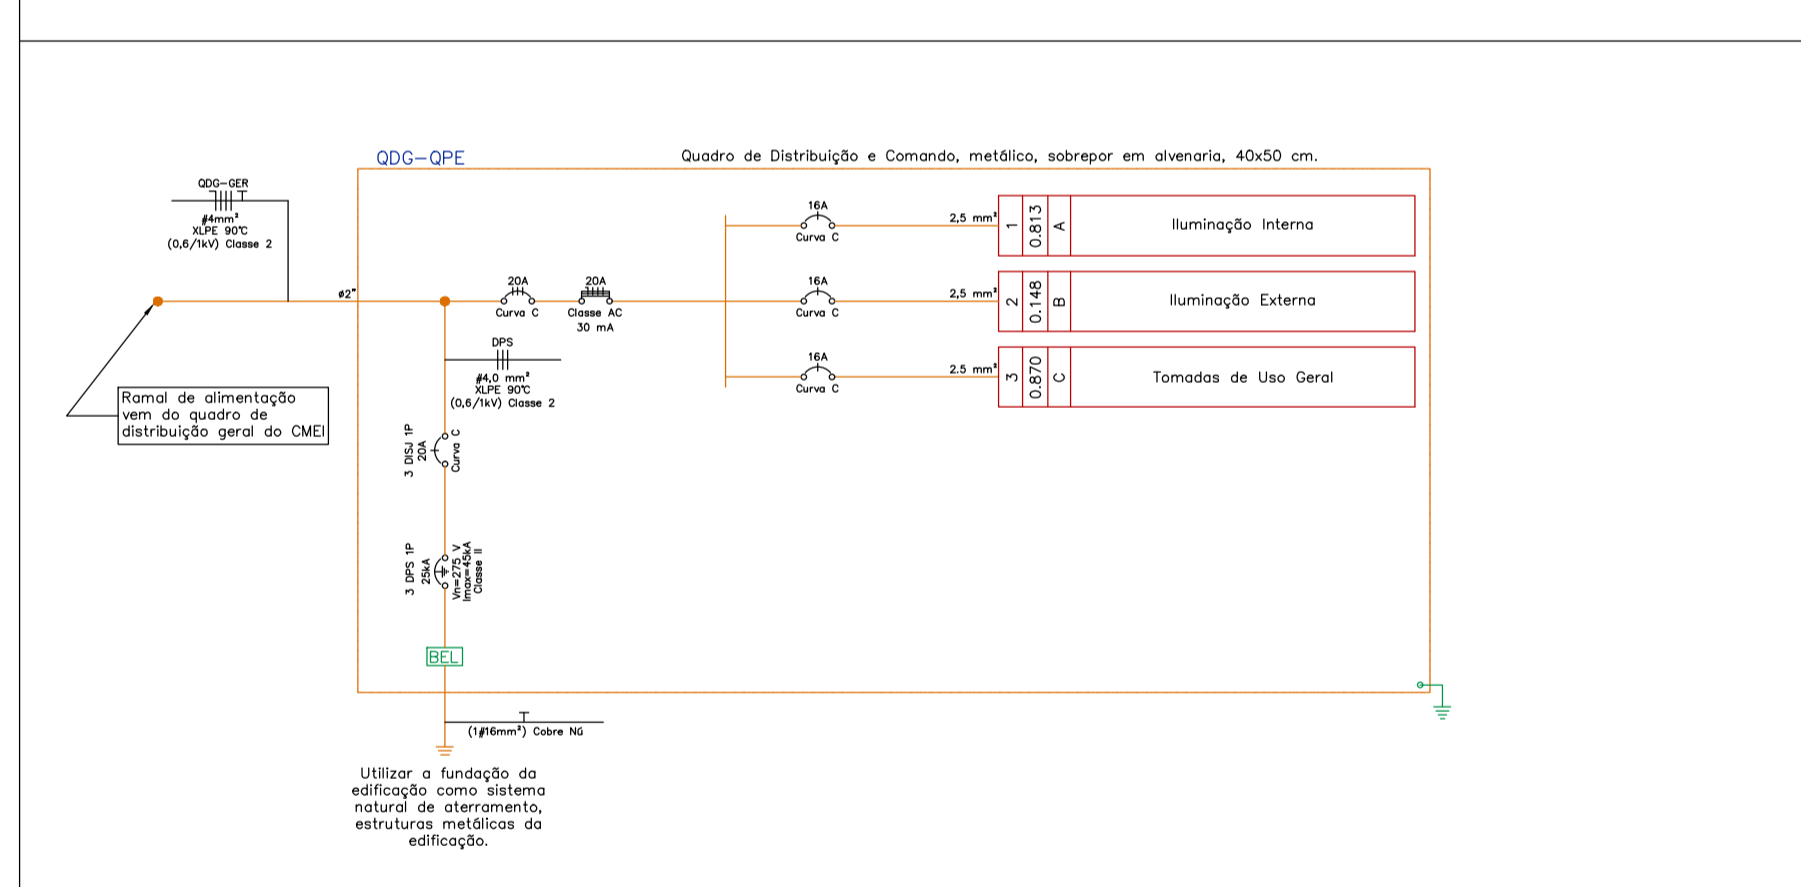 QDG-QPE
Quadro de Distribuição e Comando, metálico, sobrepor em alvenaria, 40x50 cm.
QDG-GER
#4mm²
XLPE 90℃
(0,6/1kV) Classe 2
ø2"
Ramal de alimentação
vem do quadro de
distribuição geral do CMEI
20A
Curva C
20A
Classe AC
30 mA
DPS
#4,0 mm²
XLPE 90℃
(0,6/1kV) Classe 2
3 DISJ 1P
20A
Curva C
3 DPS 1P
25kA
Vn=275 V
Imax=45kA
Classe II
BEL
(1#16mm²) Cobre Nú
Utilizar a fundação da
edificação como sistema
natural de aterramento,
estruturas metálicas da
edificação.
16A
Curva C
2,5 mm²
1
0.813
A
Iluminação Interna
16A
Curva C
2,5 mm²
2
0.148
B
Iluminação Externa
16A
Curva C
2.5 mm²
3
0.870
C
Tomadas de Uso Geral